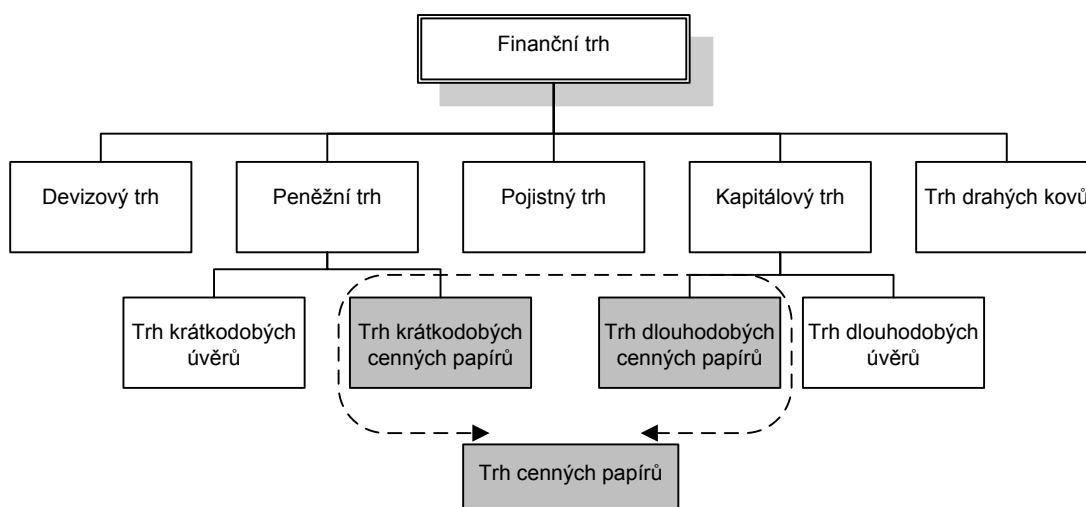 Finanční trh
Devizový trh
Peněžní trh
Pojistný trh
Kapitálový trh
Trh drahých kovů
Trh krátkodobých
úvěrů
Trh krátkodobých
cenných papírů
Trh dlouhodobých
cenných papírů
Trh dlouhodobých
úvěrů
Trh cenných papírů